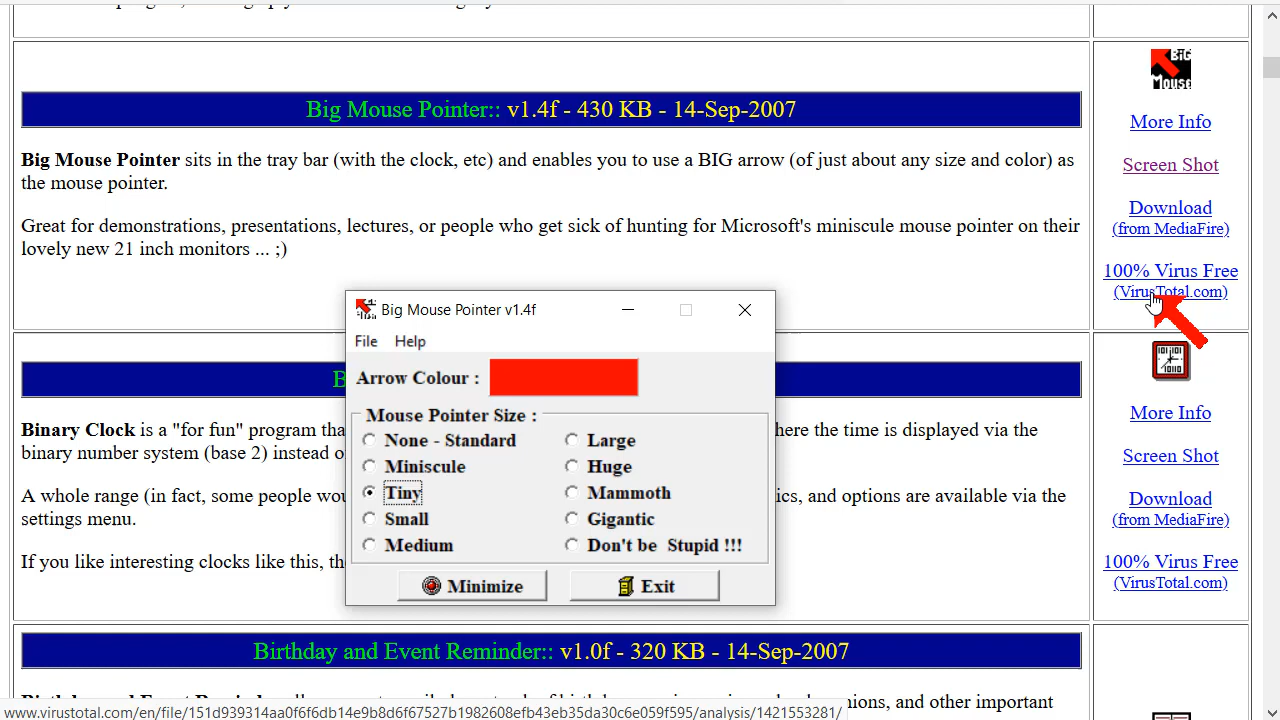 BiG
MOUSE
Big Mouse Pointer:: v1.4f - 430 KB - 14-Sep-2007
Big Mouse Pointer sits in the tray bar (with the clock, etc) and enables you to use a BIG arrow (of just about any size and color) as
the mouse pointer.
Great for demonstrations, presentations, lectures, or people who get sick of hunting for Microsoft's miniscule mouse pointer on their
lovely new 21 inch monitors ... ;)
More Info
Screen Shot
Download
(from MediaFire)
100% Virus Free
(VirusTotal.com)
Big Mouse Pointer v1.4f
File Help
Arrow Colour :
Mouse Pointer Size :
None - Standard
Miniscule
Tiny
Small
Medium
Large
Huge
Mammoth
Gigantic
Don't be Stupid !!!
Minimize
Exit
Binary Clock is a "for fun" program
here the time is displayed via the
binary number system (base 2) instead
A whole range (in fact, some people
ics, and options are available via the
settings menu.
If you like interesting clocks like this,
More Info
Screen Shot
Download
(from MediaFire)
100% Virus Free
(VirusTotal.com)
Birthday and Event Reminder:: v1.0f - 320 KB - 14-Sep-2007
and other important
www.virustotal.com/en/file/151d939314aa0f6f6db14e9b8d6f67527b1982608efb43eb35da30c6e059f595/analysis/1421553281/